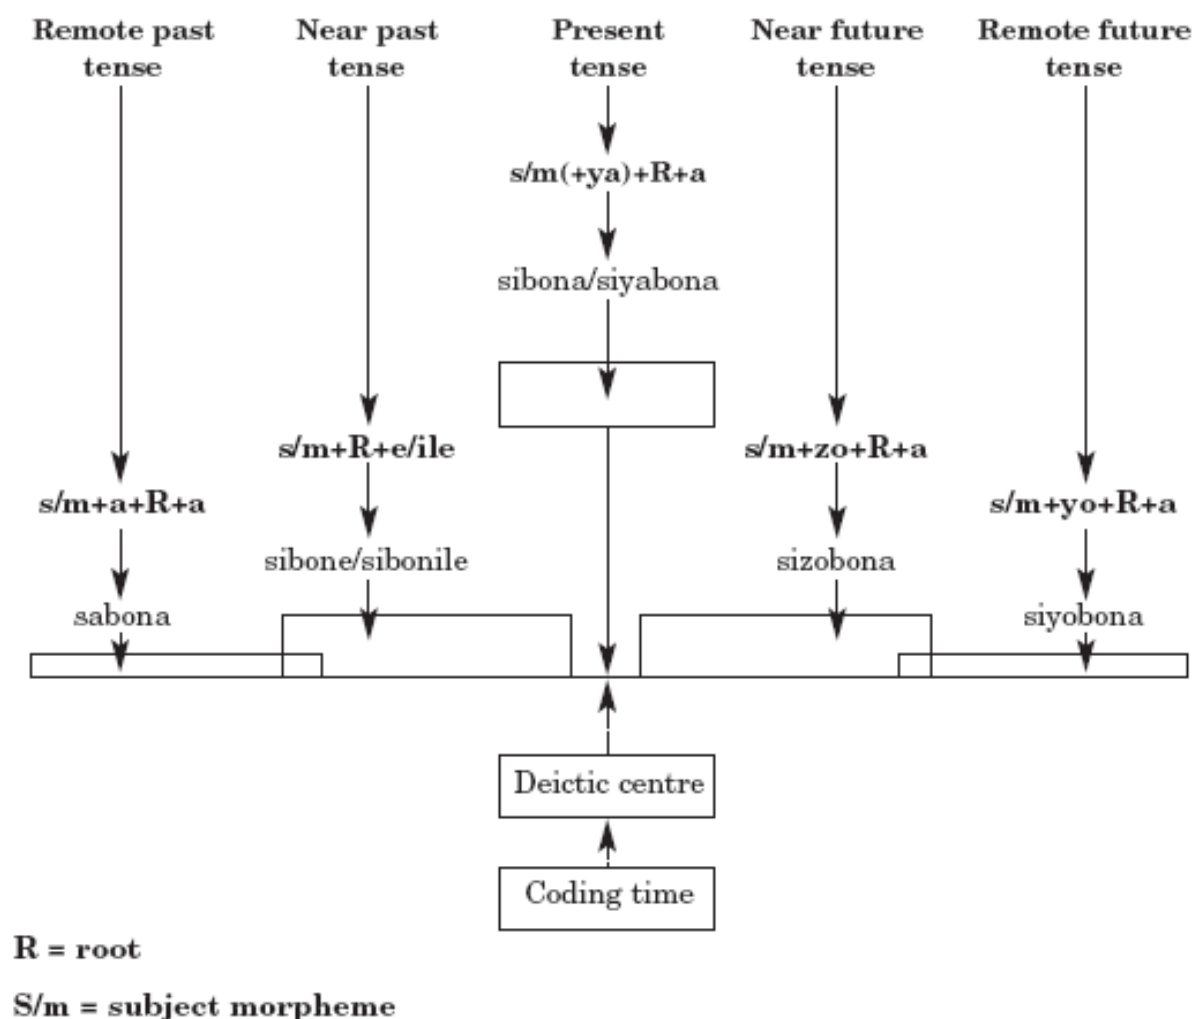 Remote past tense
Near past tense
Present tense
Near future tense
Remote future tense
s/m(+ya)+R+a
sibona/siyabona
s/m+R+e/ile
s/m+zo+R+a
s/m+a+R+a
s/m+yo+R+a
sibone/sibonile
sizobona
sabona
siyobona
Deictic centre
Coding time
R = root
S/m = subject morpheme